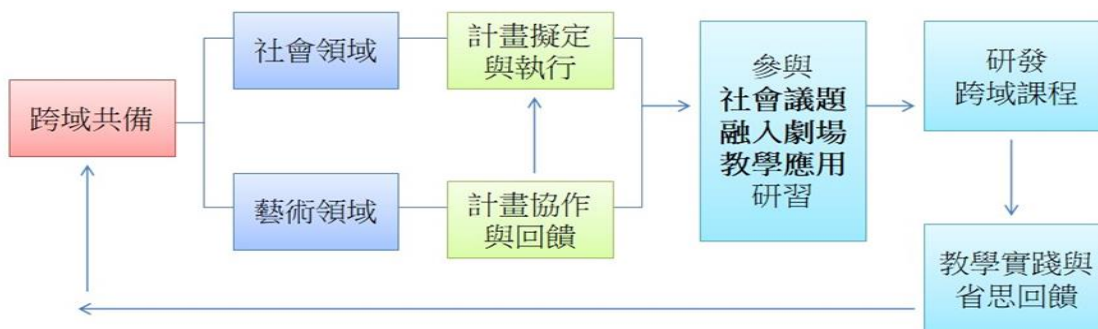 跨域共備
社會領域
計畫擬定
與執行
藝術領域
計畫協作
與回饋
參與
社會議題
融入劇場
教學應用
研習
研發
跨域課程
教學實踐與
省思回饋